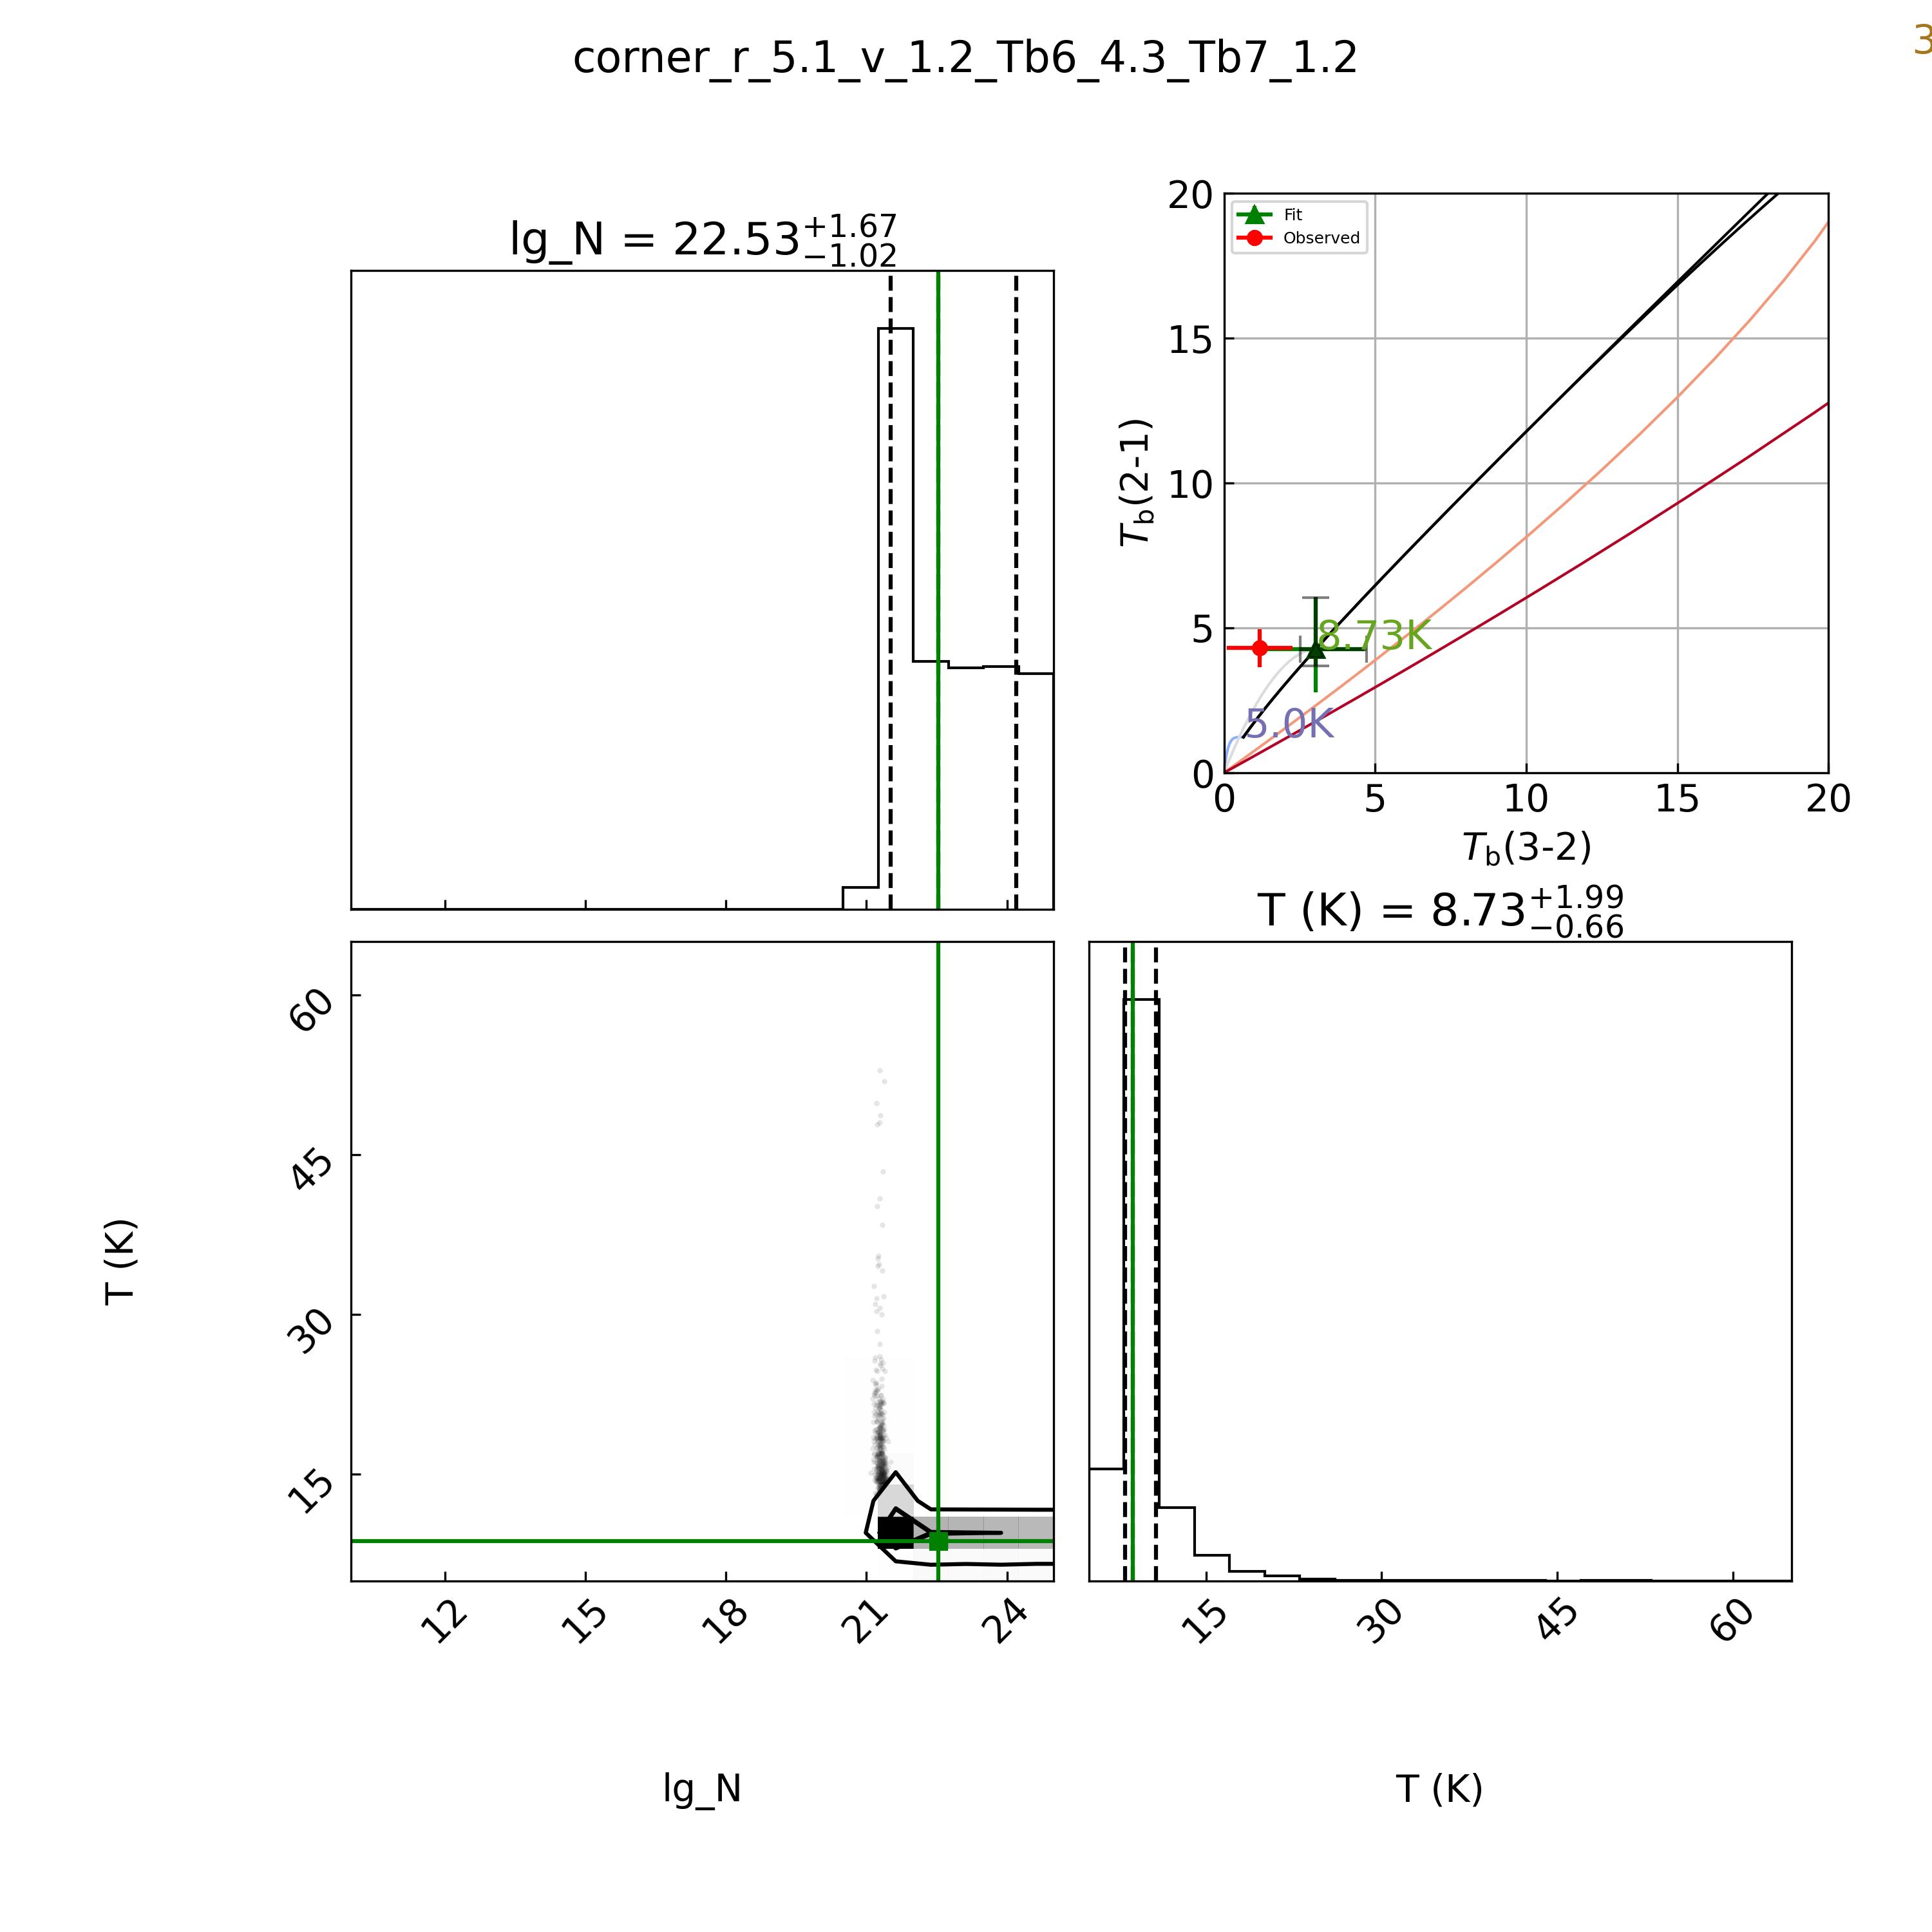 corner_r_5.1_v_1.2_Tb6_4.3_Tb7_1.2
3
lg_N = 22.53+1.67−1.02
20
15
10
5
0
Fit
Observed
8.73K
5.0K
Tb(2-1)
0 5 10 15 20
Tb(3-2)
T (K) = 8.73+1.99−0.66
60
45
30
15
T (K)
12 15 18 21 24
15 30 45 60
lg_N
T (K)